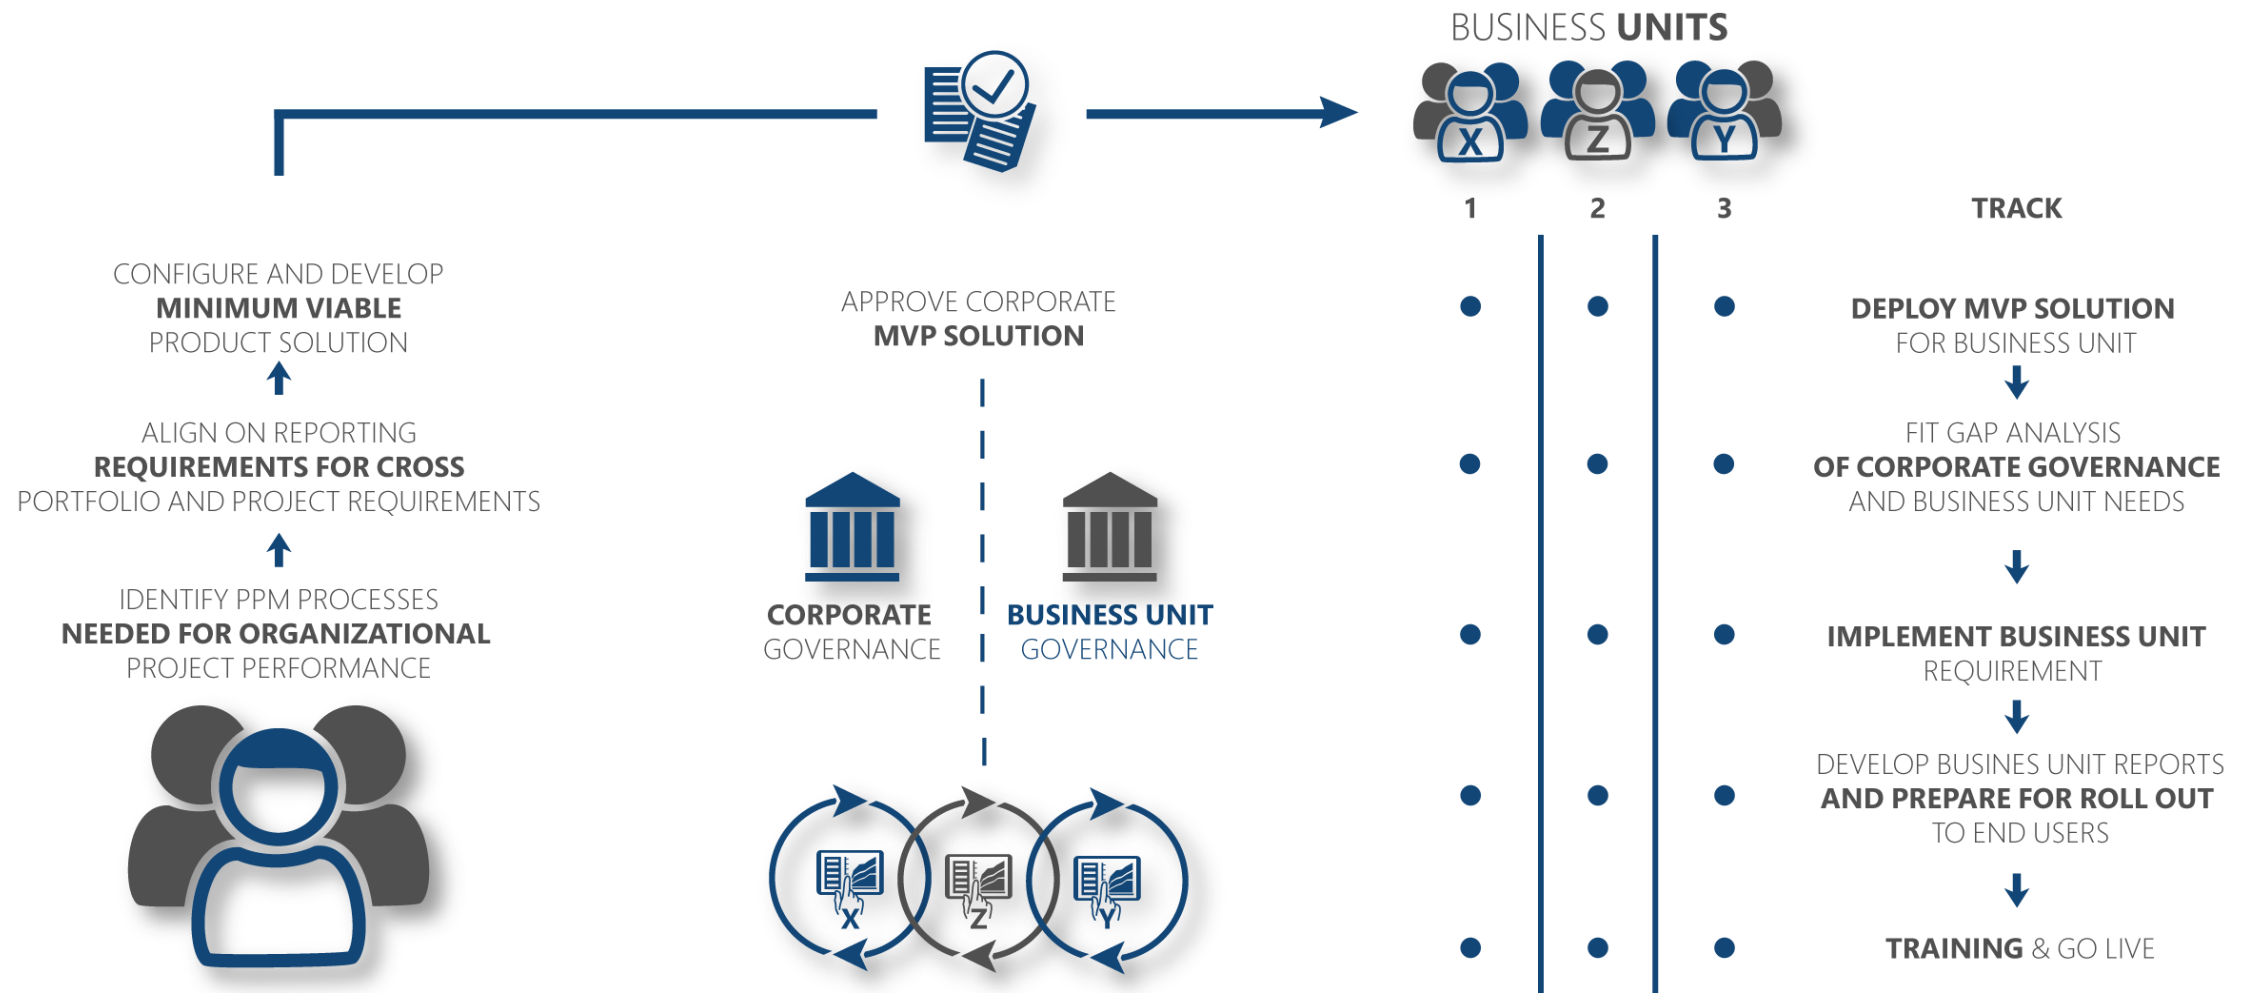 CONFIGURE AND DEVELOP
MINIMUM VIABLE
PRODUCT SOLUTION
ALIGN ON REPORTING
REQUIREMENTS FOR CROSS
PORTFOLIO AND PROJECT REQUIREMENTS
IDENTIFY PPM PROCESSES
NEEDED FOR ORGANIZATIONAL
PROJECT PERFORMANCE
APPROVE CORPORATE
MVP SOLUTION
CORPORATE
GOVERNANCE
BUSINESS UNIT
GOVERNANCE
X
Z
Y
BUSINESS UNITS
X
Z
Y
1
2
3
TRACK
DEPLOY MVP SOLUTION
FOR BUSINESS UNIT
FIT GAP ANALYSIS
OF CORPORATE GOVERNANCE
AND BUSINESS UNIT NEEDS
IMPLEMENT BUSINESS UNIT
REQUIREMENT
DEVELOP BUSINES UNIT REPORTS
AND PREPARE FOR ROLL OUT
TO END USERS
TRAINING & GO LIVE